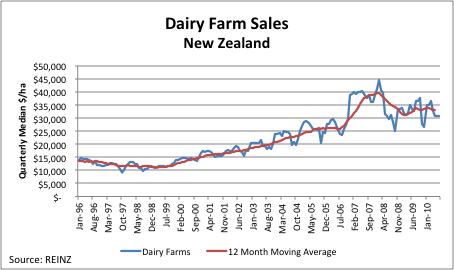 Dairy Farm Sales
New Zealand
Quarterly Median $/ha
$50,000
$45,000
$40,000
$35,000
$30,000
$25,000
$20,000
$15,000
$10,000
$5,000
$-
Jan-96
Aug-96
Mar-97
Oct-97
May-98
Dec-98
Jul-99
Feb-00
Sep-00
Apr-01
Nov-01
Jun-02
Jan-03
Aug-03
Mar-04
Oct-04
May-05
Dec-05
Jul-06
Feb-07
Sep-07
Apr-08
Nov-08
Jun-09
Jan-10
Dairy Farms
12 Month Moving Average
Source: REINZ